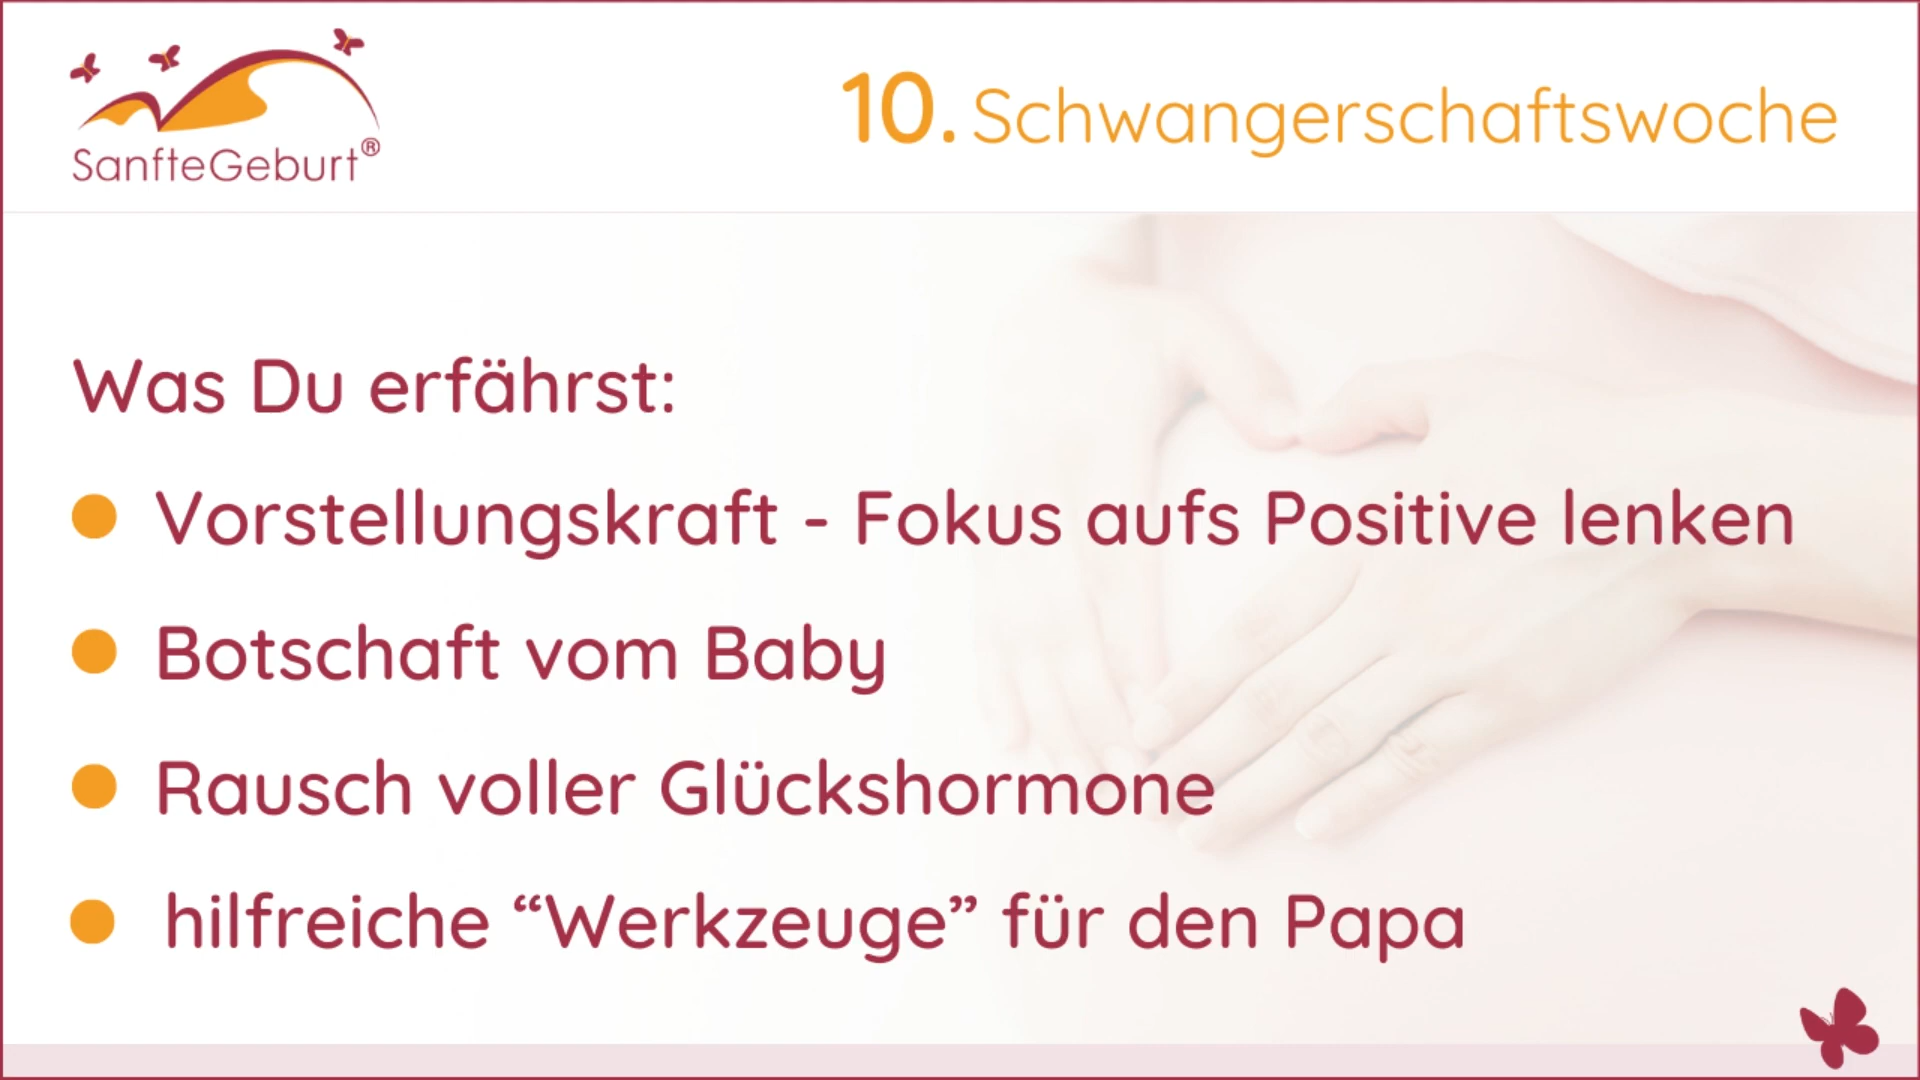 SanfteGeburt®
10. Schwangerschaftswoche
Was Du erfährst:
Vorstellungskraft - Fokus aufs Positive lenken
Botschaft vom Baby
Rausch voller Glückshormone
hilfreiche “Werkzeuge” für den Papa